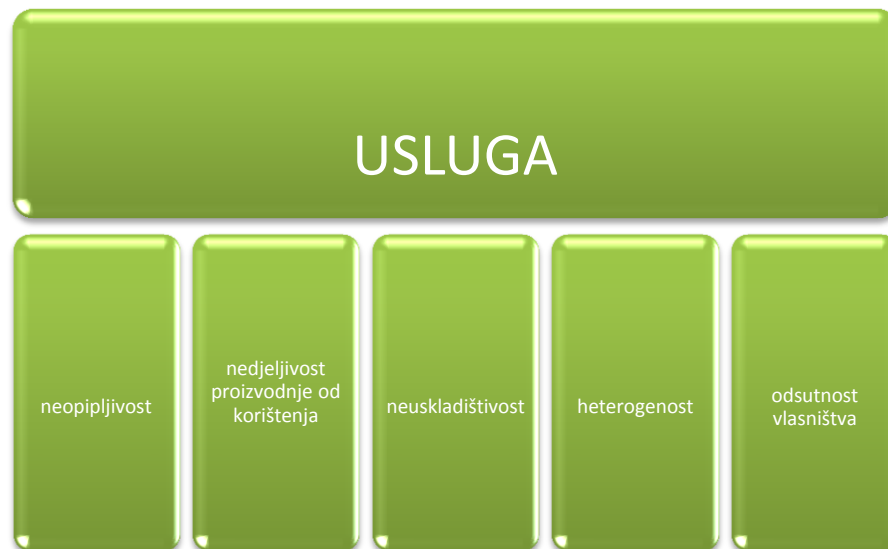 USLUGA
neopipljivost
nedjeljivost
proizvodnje od
korištenja
neuskladištivost
heterogenost
odsutnost
vlasništva